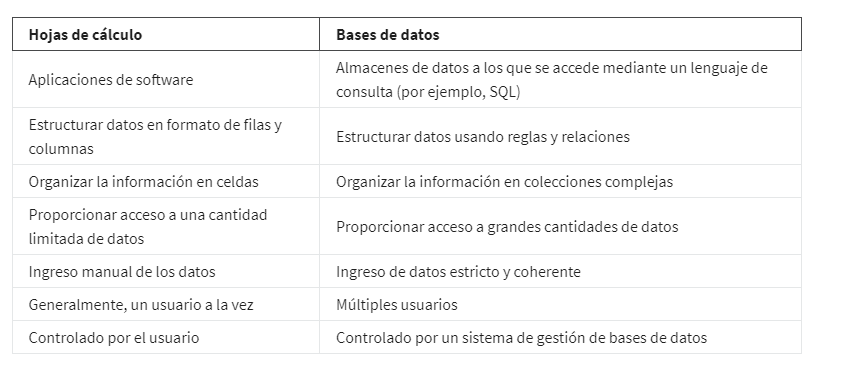 Hojas de cálculo
Bases de datos
Aplicaciones de software
Almacenes de datos a los que se accede mediante un lenguaje de
consulta (por ejemplo, SQL)
Estructurar datos en formato de filas y
columnas
Estructurar datos usando reglas y relaciones
Organizar la información en celdas
Organizar la información en colecciones complejas
Proporcionar acceso a una cantidad
limitada de datos
Proporcionar acceso a grandes cantidades de datos
Ingreso manual de los datos
Ingreso de datos estricto y coherente
Generalmente, un usuario a la vez
Múltiples usuarios
Controlado por el usuario
Controlado por un sistema de gestión de bases de datos